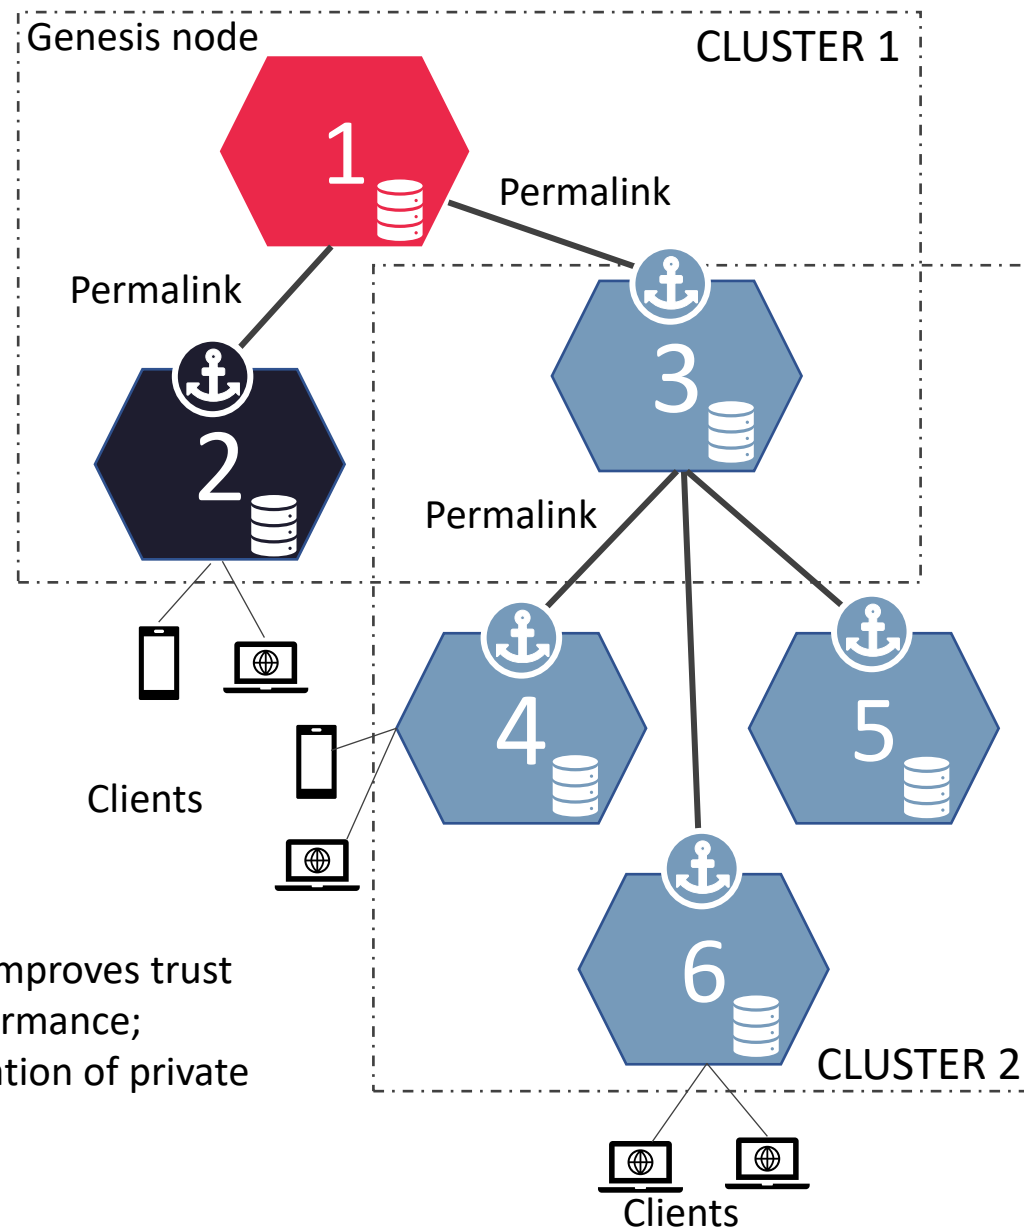 Genesis node
CLUSTER 1
1
Permalink
Permalink
3
2
Permalink
4
5
Clients
6
improves trust
rmance;
tion of private
CLUSTER 2
Clients